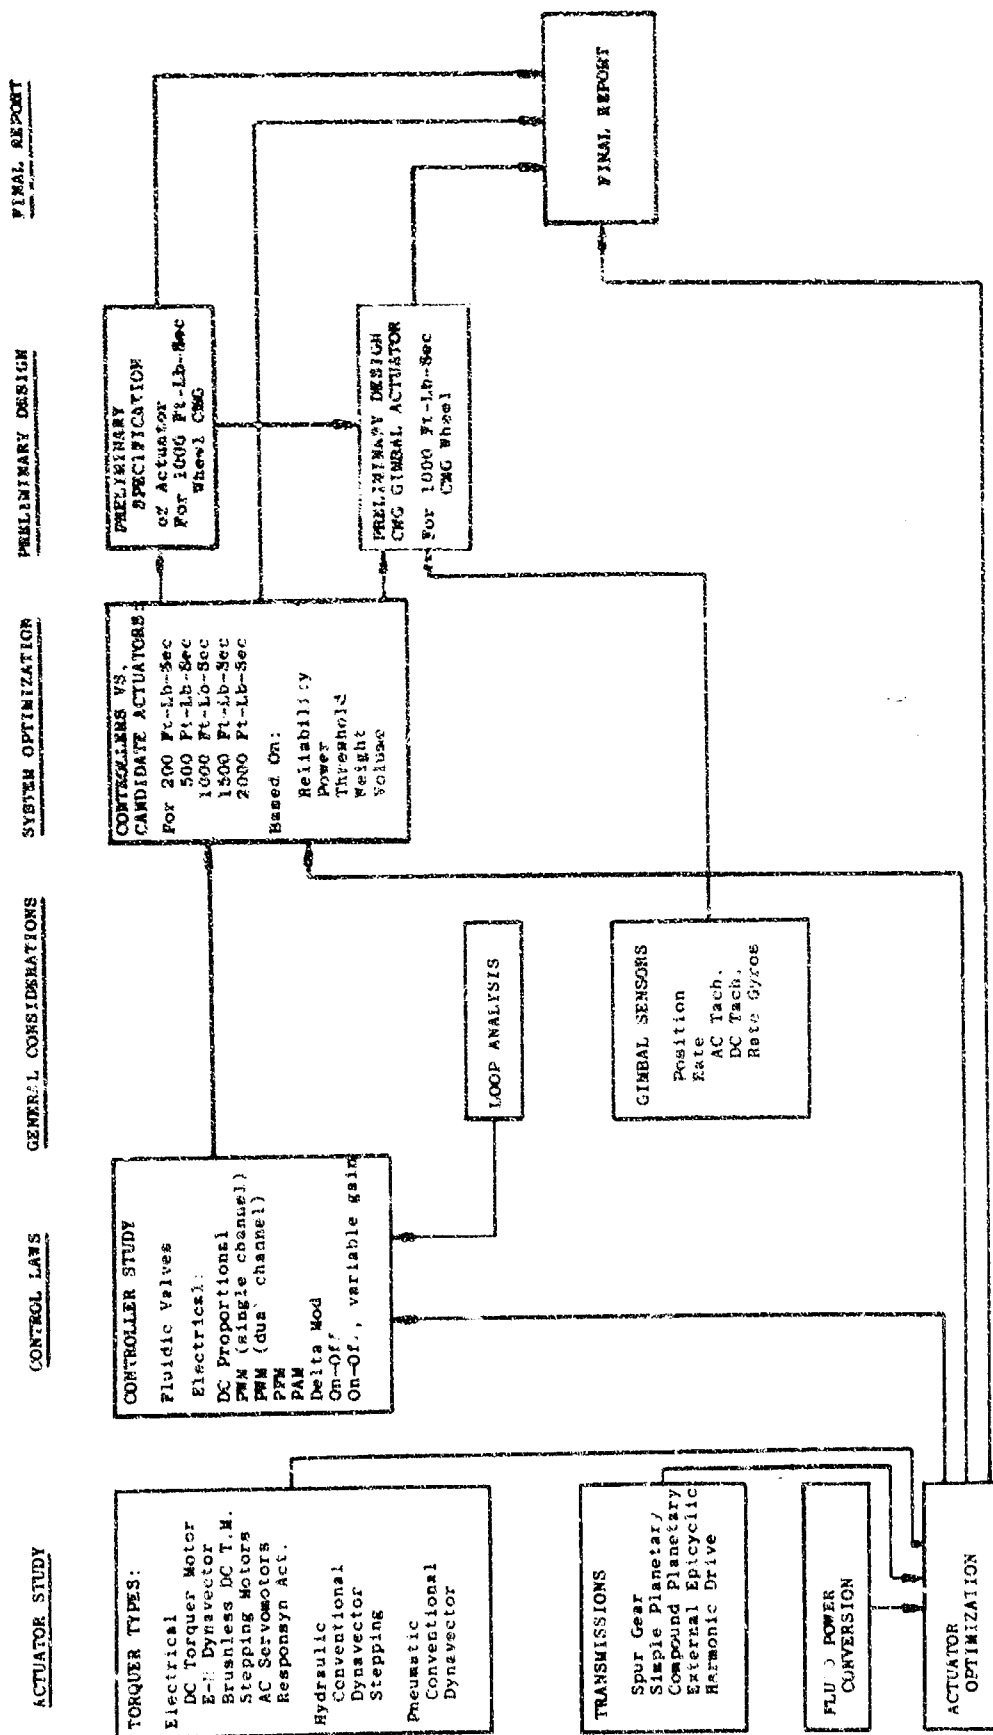 ACTUATOR STUDY
TORQUER TYPES:
Electrical
DC Torquer Motor
E-M Dynavector
Brushless DC T.M.
Stepping Motors
AC Servomotors
Responsyn Act.
Hydraulic
Conventional
Dynavector
Stepping
Pneumatic
Conventional
Dynavector
TRANSMISSIONS
Spur Gear
Simple Planetary
Compound Planetary
External Epicyclic
Harmonic Drive
POWER
CONVERSION
ACTUATOR
OPTIMIZATION
CONTROL LAWS
CONTROLLER STUDY
Fluidic Valves
Electrical:
DC Proportional
PWM (single channel)
PWM (dual channel)
PFM
PAM
Delta Mod
On-Off
On-Off, variable gain
GENERAL CONSIDERATIONS
LOOP ANALYSIS
GIMBAL SENSORS
Position
Rate
AC Tach.
DC Tach.
Rate Gyros
SYSTEM OPTIMIZATION
CONTROLLERS VS.
CANDIDATE ACTUATORS:
For 200 Ft-Lb-Sec
500 Ft-Lb-Sec
1000 Ft-Lb-Sec
1500 Ft-Lb-Sec
2000 Ft-Lb-Sec
Based On:
Reliability
Power
Threshold
Weight
Volume
PRELIMINARY DESIGN
PRELIMINARY
SPECIFICATION
of Actuator
For 1000 Ft-Lb-Sec
Wheel CMG
PRELIMINARY DESIGN
CMG GIMBAL ACTUATOR
For 1000 Ft-Lb-Sec
CMG Wheel
FINAL REPORT
FINAL REPORT